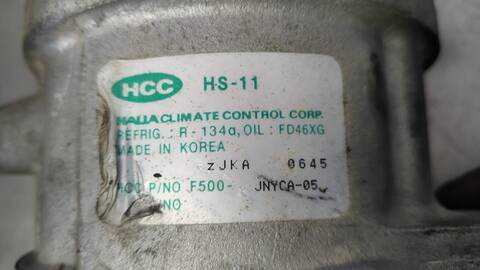 HCC HS-11
CLIMATE CONTROL CORP.
REFRIG.: R-134a, OIL: FD46XG
MADE IN KOREA
zJKA 0645
P/NO F500- JNYCA-05
/NO